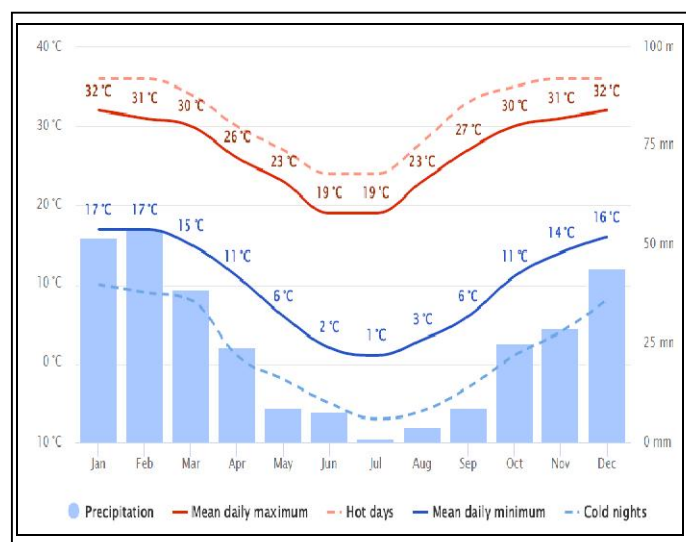 40 °C 100 m
32 °C 31 °C 30 °C 26 °C 23 °C 19 °C 19 °C 23 °C 27 °C 30 °C 31 °C 32 °C
30 °C 75 mn
20 °C 50 mm
17 °C 17 °C 15 °C 11 °C 6 °C 2 °C 1 °C 3 °C 6 °C 11 °C 14 °C 16 °C
10 °C
0 °C 25 mm
10 °C 0 mm
Jan Feb Mar Apr May Jun Jul Aug Sep Oct Nov Dec
Precipitation Mean daily maximum Hot days Mean daily minimum Cold nights